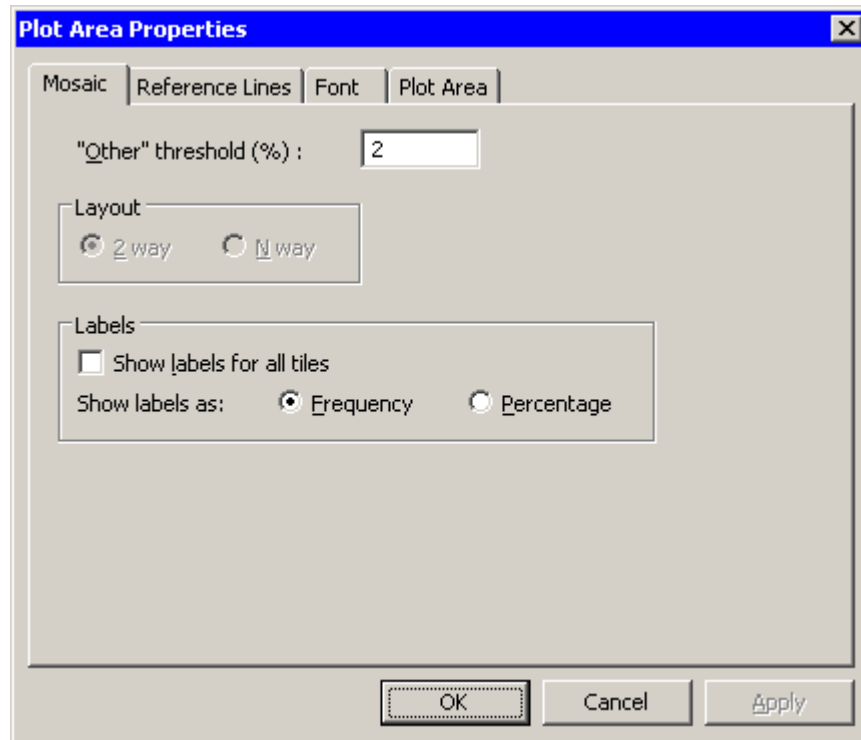 Plot Area Properties
Mosaic Reference Lines Font Plot Area
"Other" threshold (%) : 2
Layout
2 way N way
Labels
Show labels for all tiles
Show labels as: Frequency Percentage
OK Cancel Apply